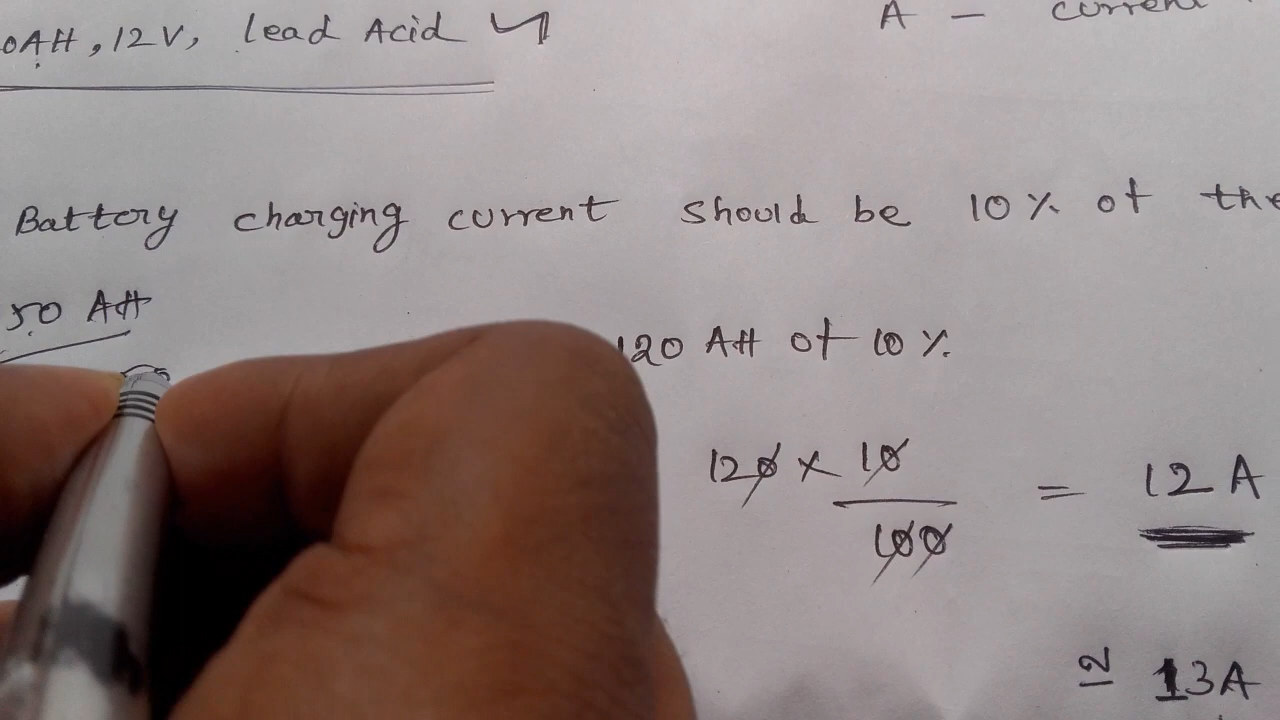 0AH, 12V, Lead Acid
A – current
Battery charging current should be 10% of the
50 AH
120 AH of 10%
120 × 10
100
= 12A
≅ 13A